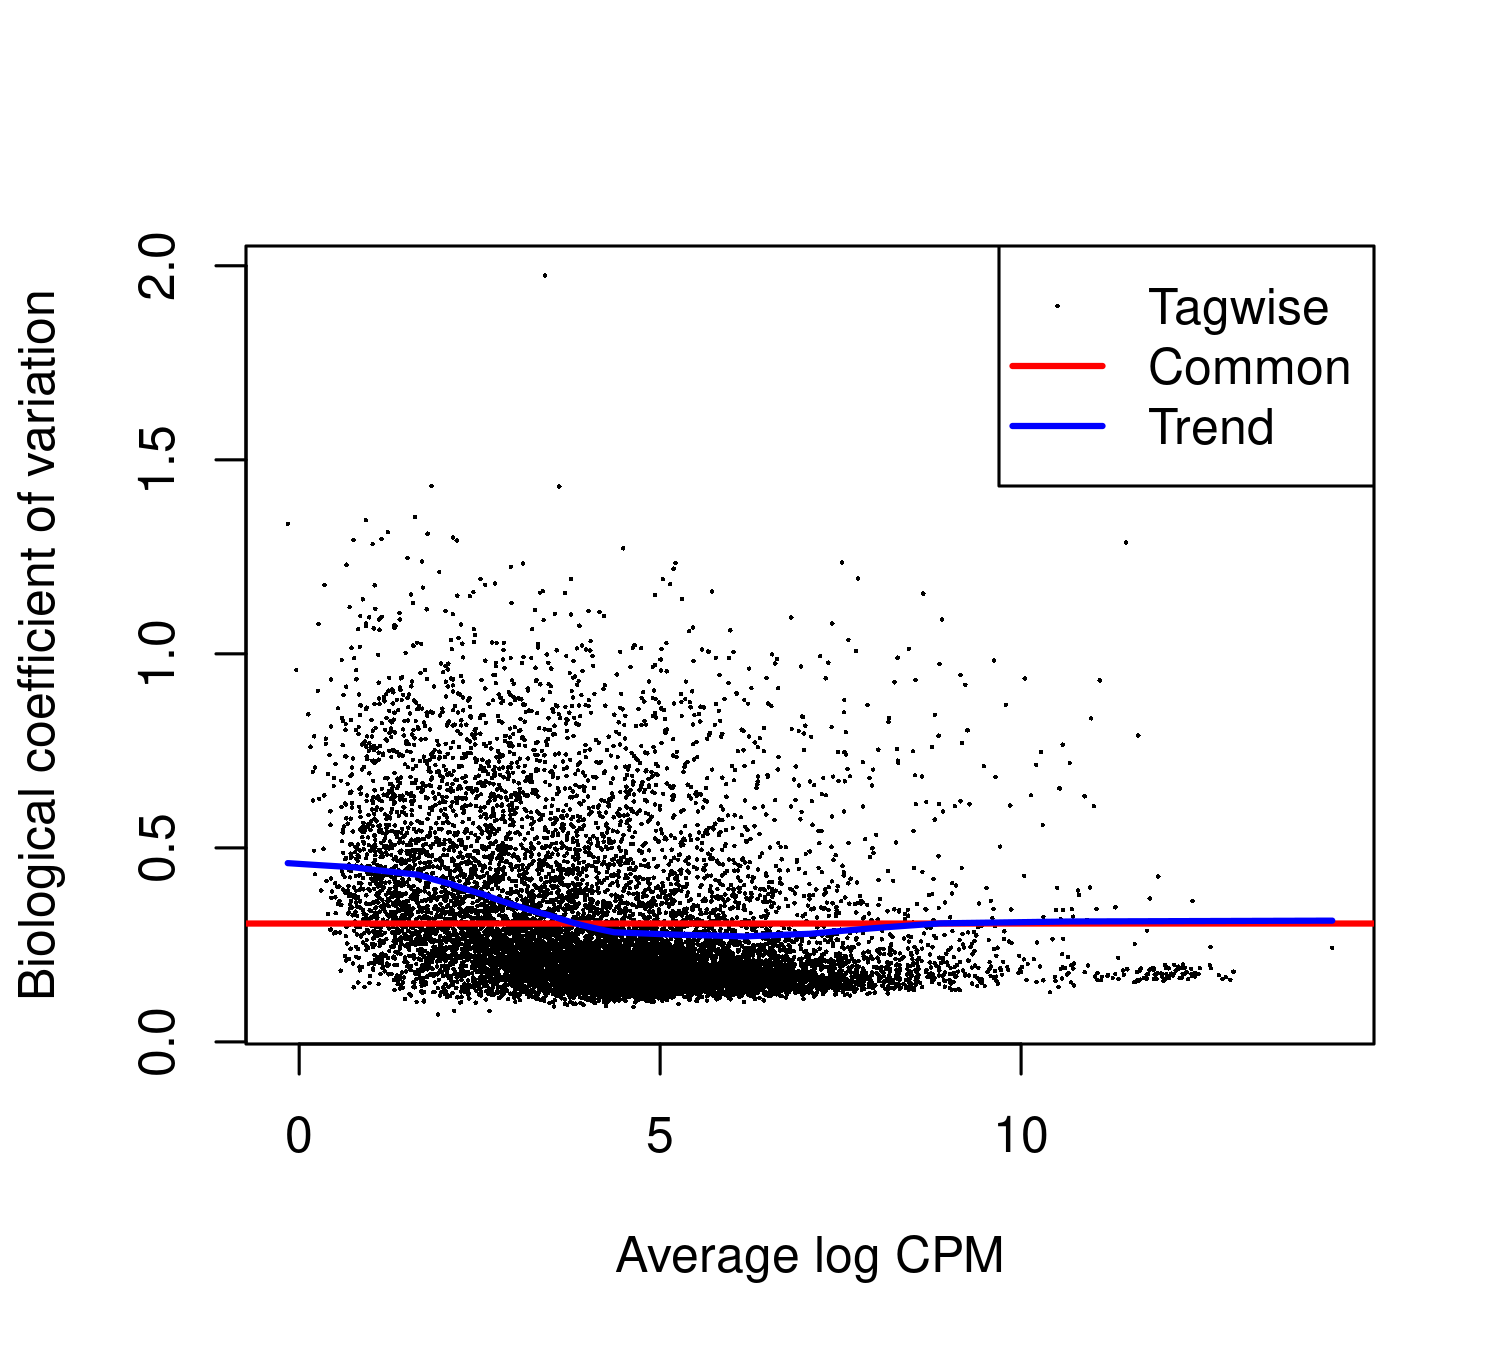 Biological coefficient of variation
2.0
1.5
1.0
0.5
0.0
Tagwise
Common
Trend
0 5 10
Average log CPM